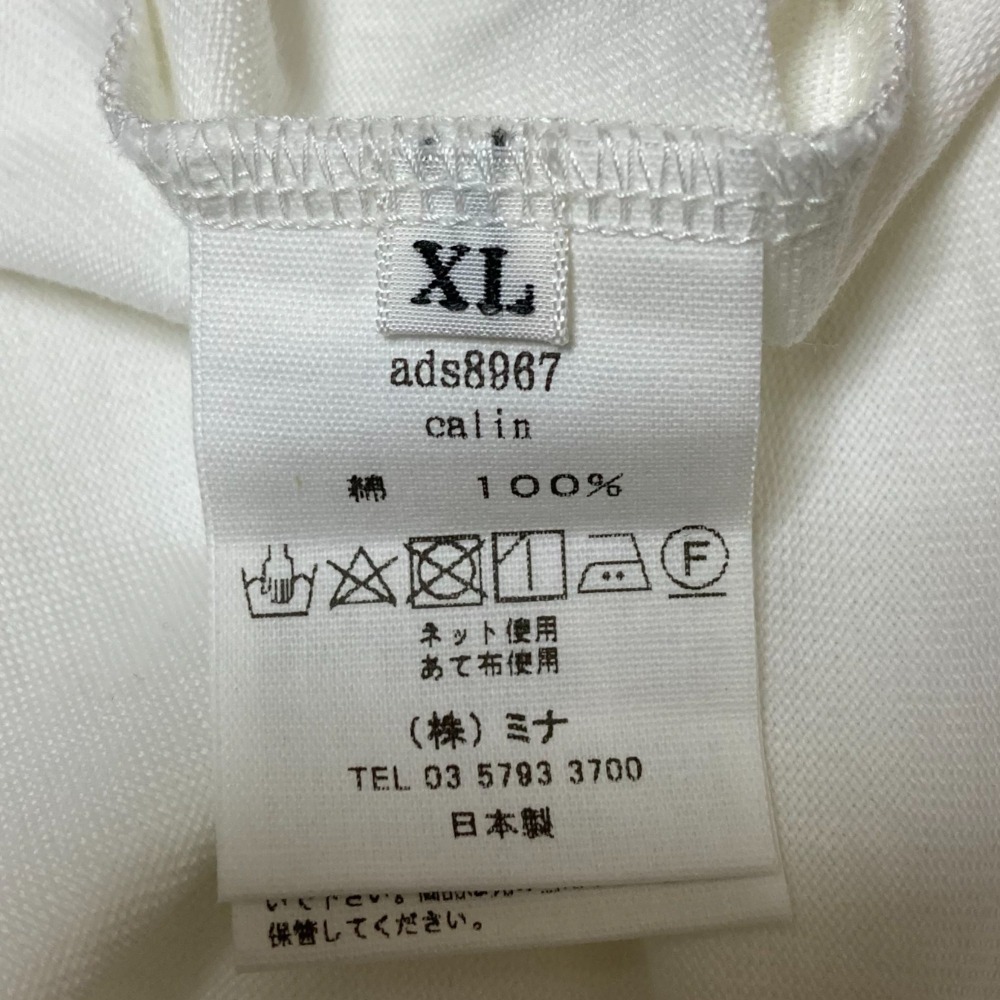 XL
ads8967
calin
綿 100%
F
ネット使用
あて布使用
(株)ミナ
TEL 03 5793 3700
日本製
保管してください。